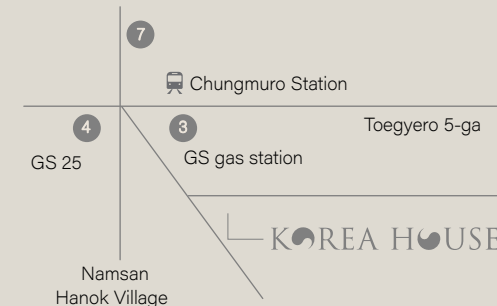 7
Chungmuro Station
4
3
Toegyero 5-ga
GS 25
GS gas station
KOREA HOUSE
Namsan
Hanok Village